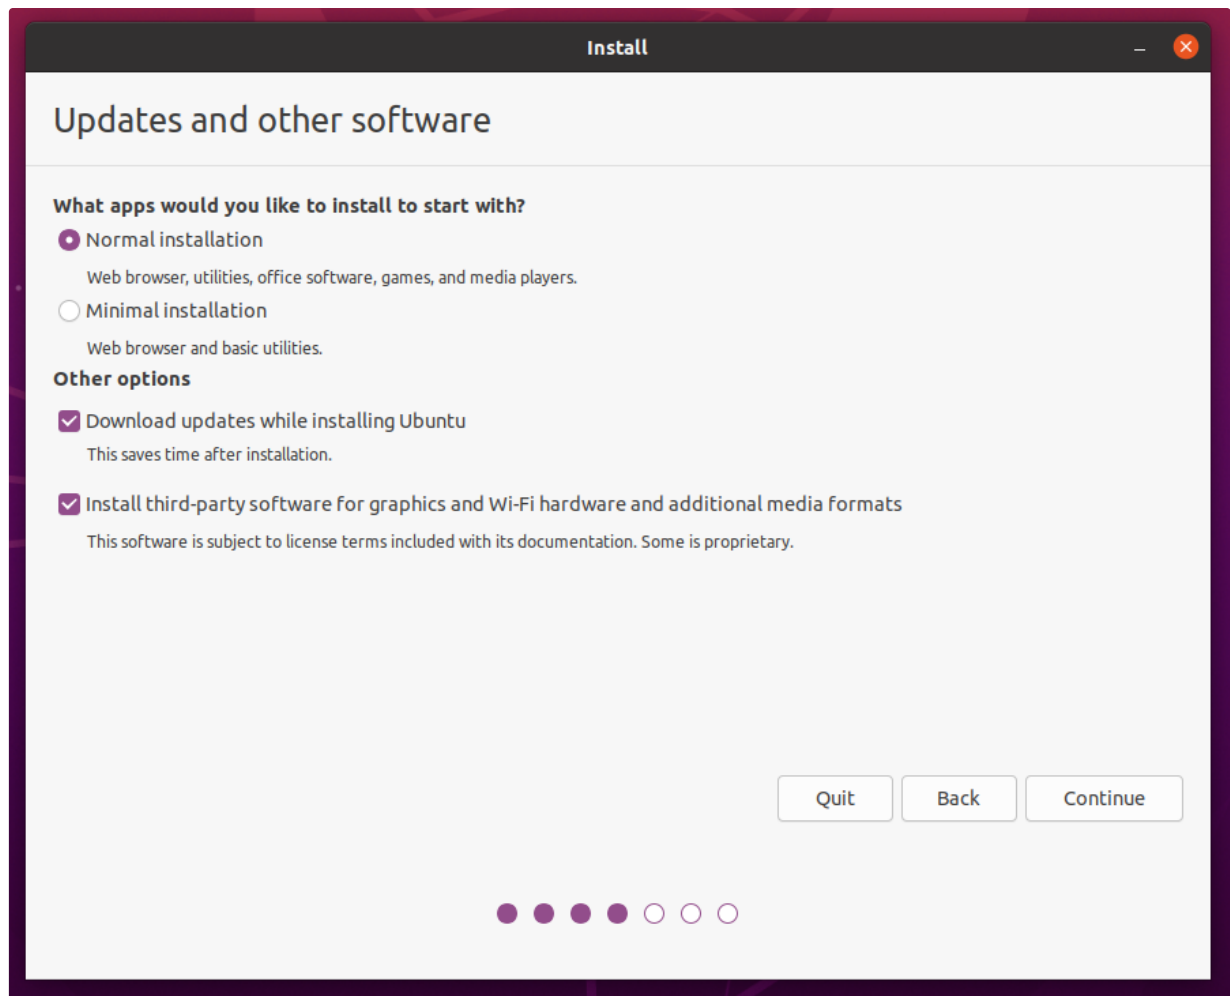 Install
Updates and other software
What apps would you like to install to start with?
Normal installation
Web browser, utilities, office software, games, and media players.
Minimal installation
Web browser and basic utilities.
Other options
Download updates while installing Ubuntu
This saves time after installation.
Install third-party software for graphics and Wi-Fi hardware and additional media formats
This software is subject to license terms included with its documentation. Some is proprietary.
Quit Back Continue